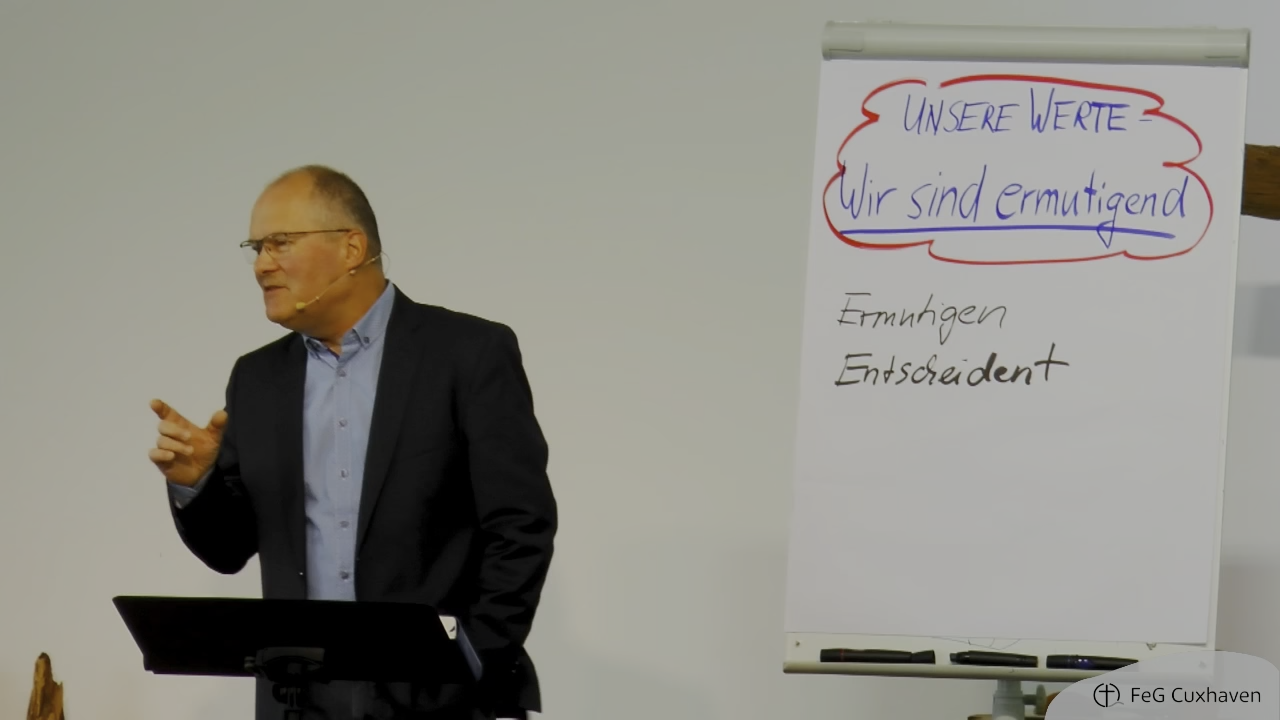 UNSERE WERTE -
Wir sind ermutigend
Ermutigen
Entscheident
FeG Cuxhaven